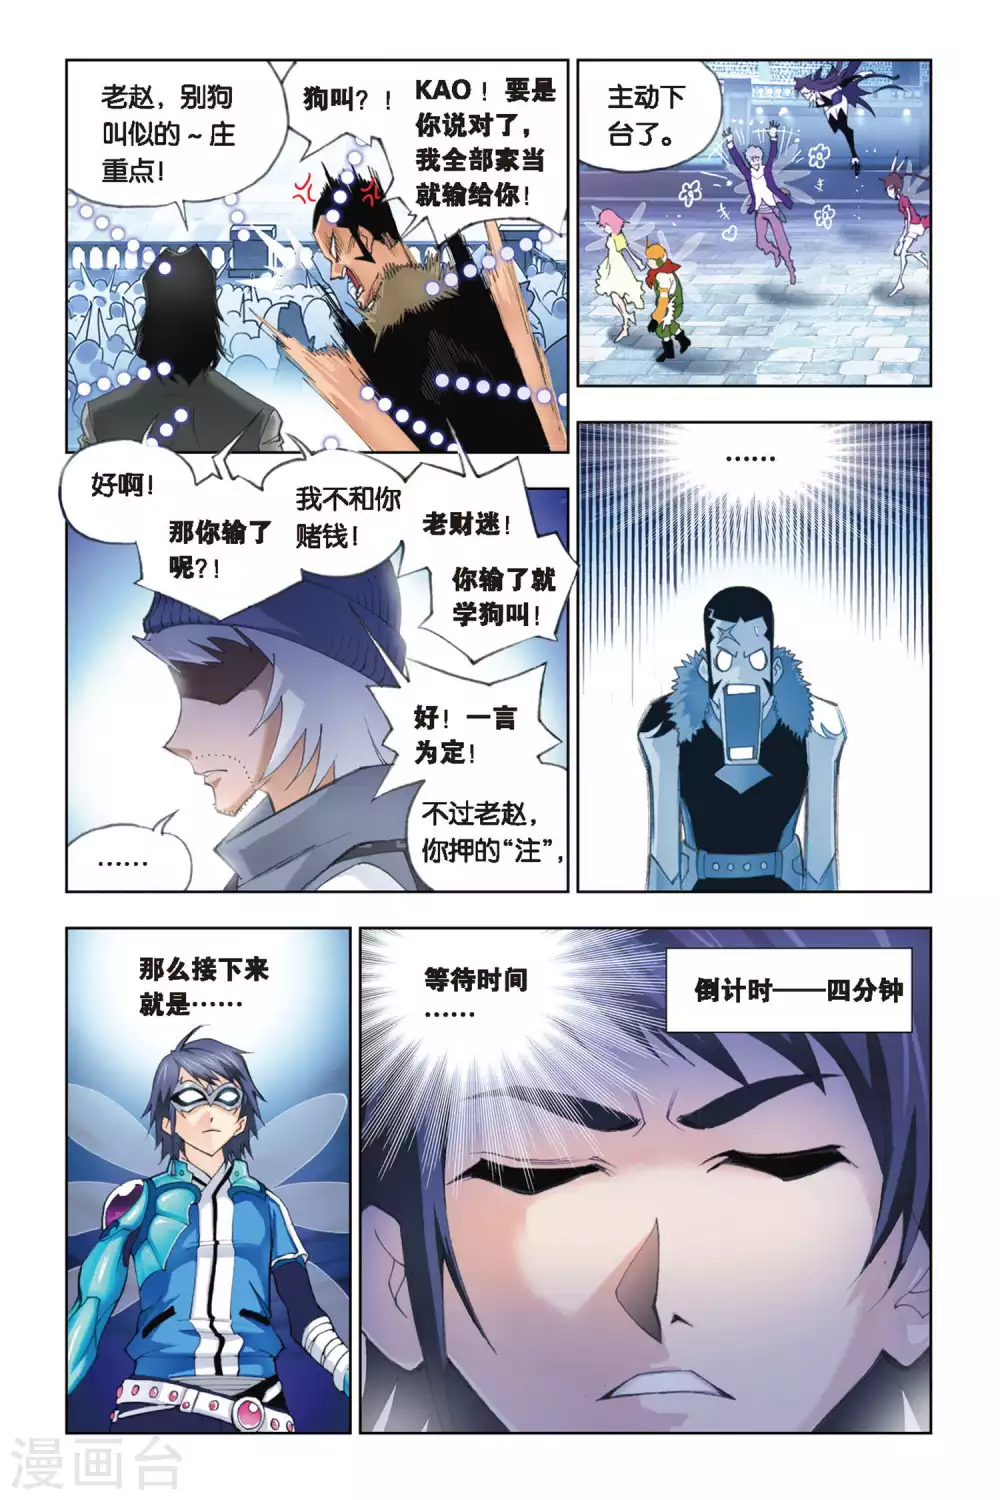 老赵，别狗
叫似的～庄
重点！
狗叫？！
KAO！要是
你说对了，
我全部家当
就输给你！
好啊！
那你输了
呢？！
我不和你
赌钱！
老财迷！
你输了就
学狗叫！
好！一言
为定！
不过老赵，
你押的“注”，
……
主动下
台了。
……
那么接下来
就是……
等待时间
……
倒计时——四分钟
漫画台